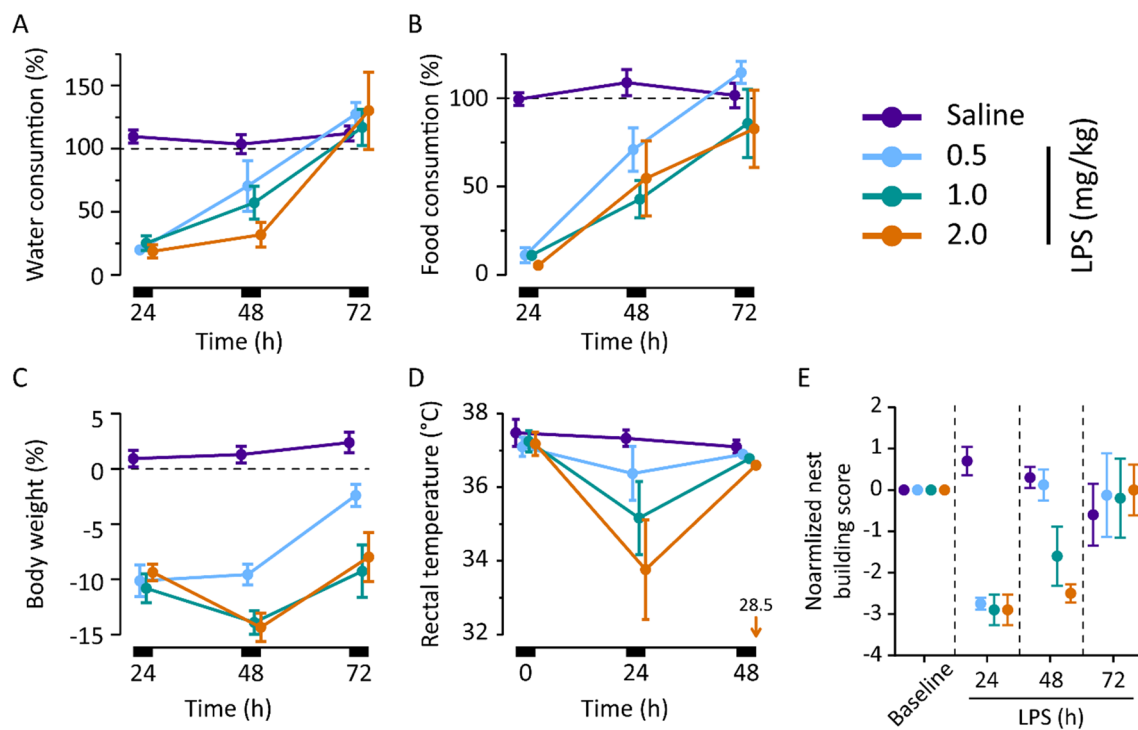 A
Water consumtion (%)
150
100
50
0
24 48 72
Time (h)
B
Food consumtion (%)
100
50
0
24 48 72
Time (h)
Saline
0.5
1.0
2.0
LPS (mg/kg)
C
Body weight (%)
5
0
-5
-10
-15
24 48 72
Time (h)
D
Rectal temperature (°C)
38
36
34
32
28.5
0 24 48
Time (h)
E
Noarmlized nest
building score
2
1
0
-1
-2
-3
-4
Baseline
24 48 72
LPS (h)